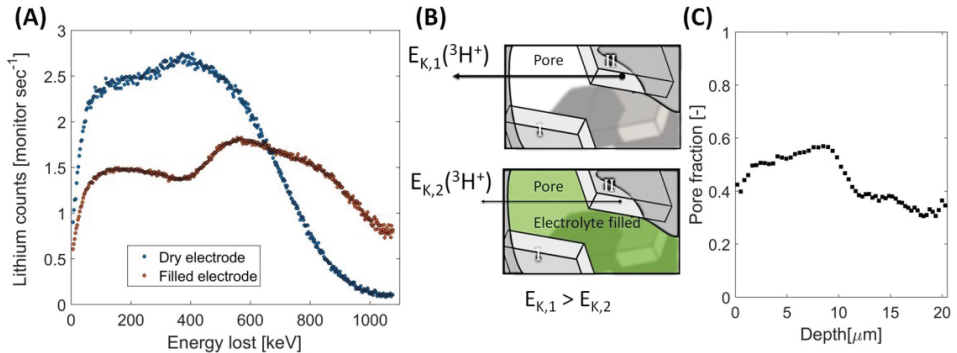 (A)
Lithium counts [monitor sec⁻¹]
3
2.5
2
1.5
1
0.5
0
0 200 400 600 800 1000
Energy lost [keV]
Dry electrode
Filled electrode
(B)
E_K,1(³H⁺)
Pore
II
I
E_K,2(³H⁺)
Pore
II
Electrolyte filled
I
E_K,1 > E_K,2
(C)
Pore fraction [-]
1
0.8
0.6
0.4
0.2
0
0 5 10 15 20
Depth[μm]